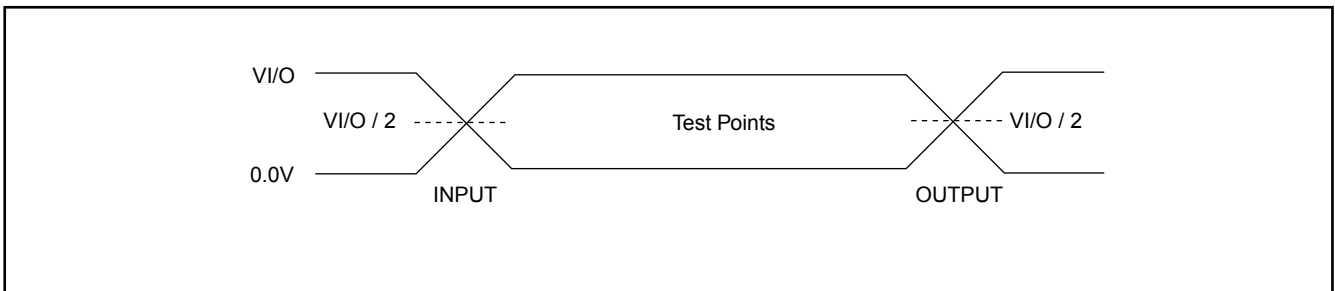 VI/O
VI/O / 2
Test Points
VI/O / 2
0.0V
INPUT
OUTPUT